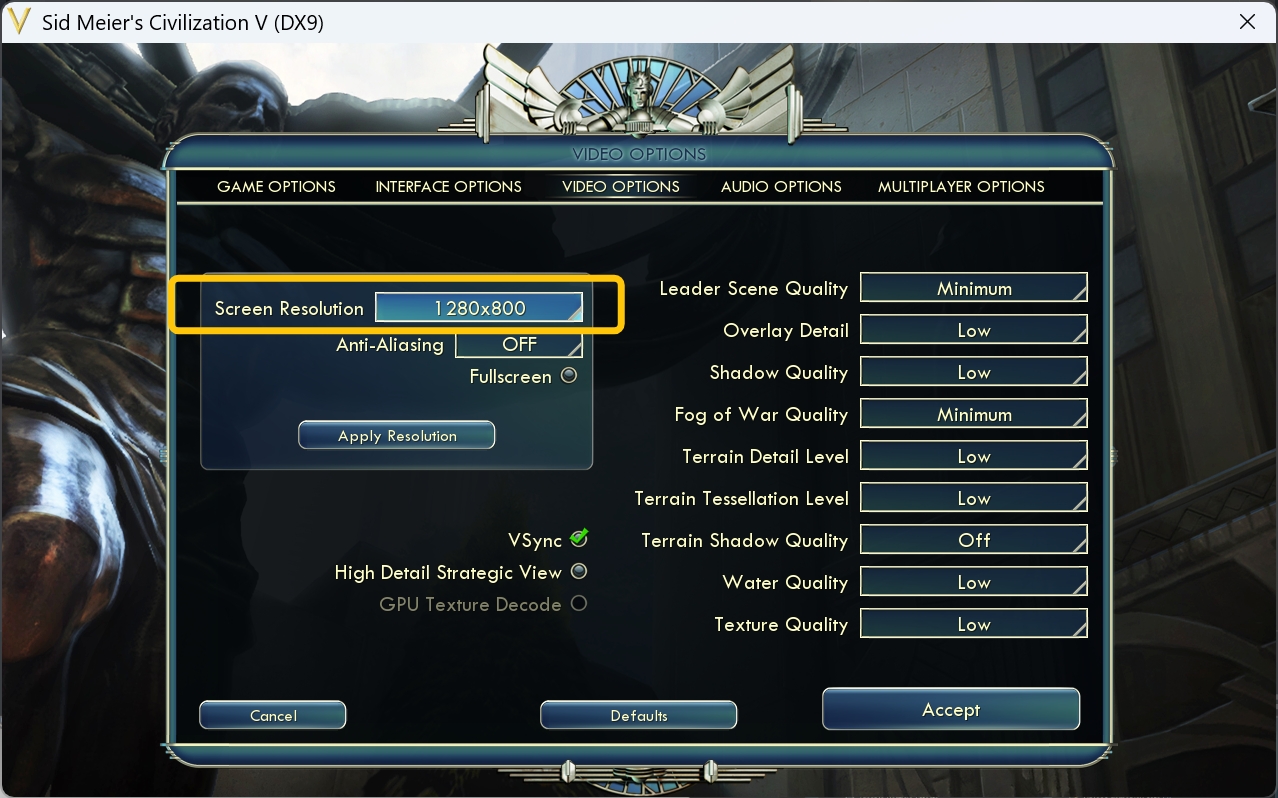 Sid Meier's Civilization V (DX9)
VIDEO OPTIONS
GAME OPTIONS INTERFACE OPTIONS VIDEO OPTIONS AUDIO OPTIONS MULTIPLAYER OPTIONS
Screen Resolution 1280x800
Anti-Aliasing OFF
Fullscreen
Apply Resolution
VSync
High Detail Strategic View
GPU Texture Decode
Leader Scene Quality Minimum
Overlay Detail Low
Shadow Quality Low
Fog of War Quality Minimum
Terrain Detail Level Low
Terrain Tessellation Level Low
Terrain Shadow Quality Off
Water Quality Low
Texture Quality Low
Cancel Defaults Accept